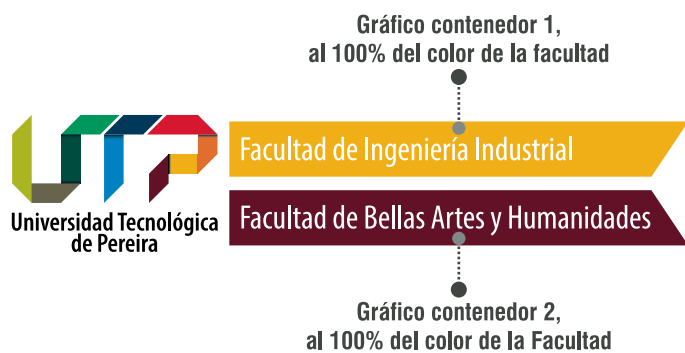 Gráfico contenedor 1,
al 100% del color de la facultad
UTP
Universidad Tecnológica
de Pereira
Facultad de Ingeniería Industrial
Facultad de Bellas Artes y Humanidades
Gráfico contenedor 2,
al 100% del color de la Facultad